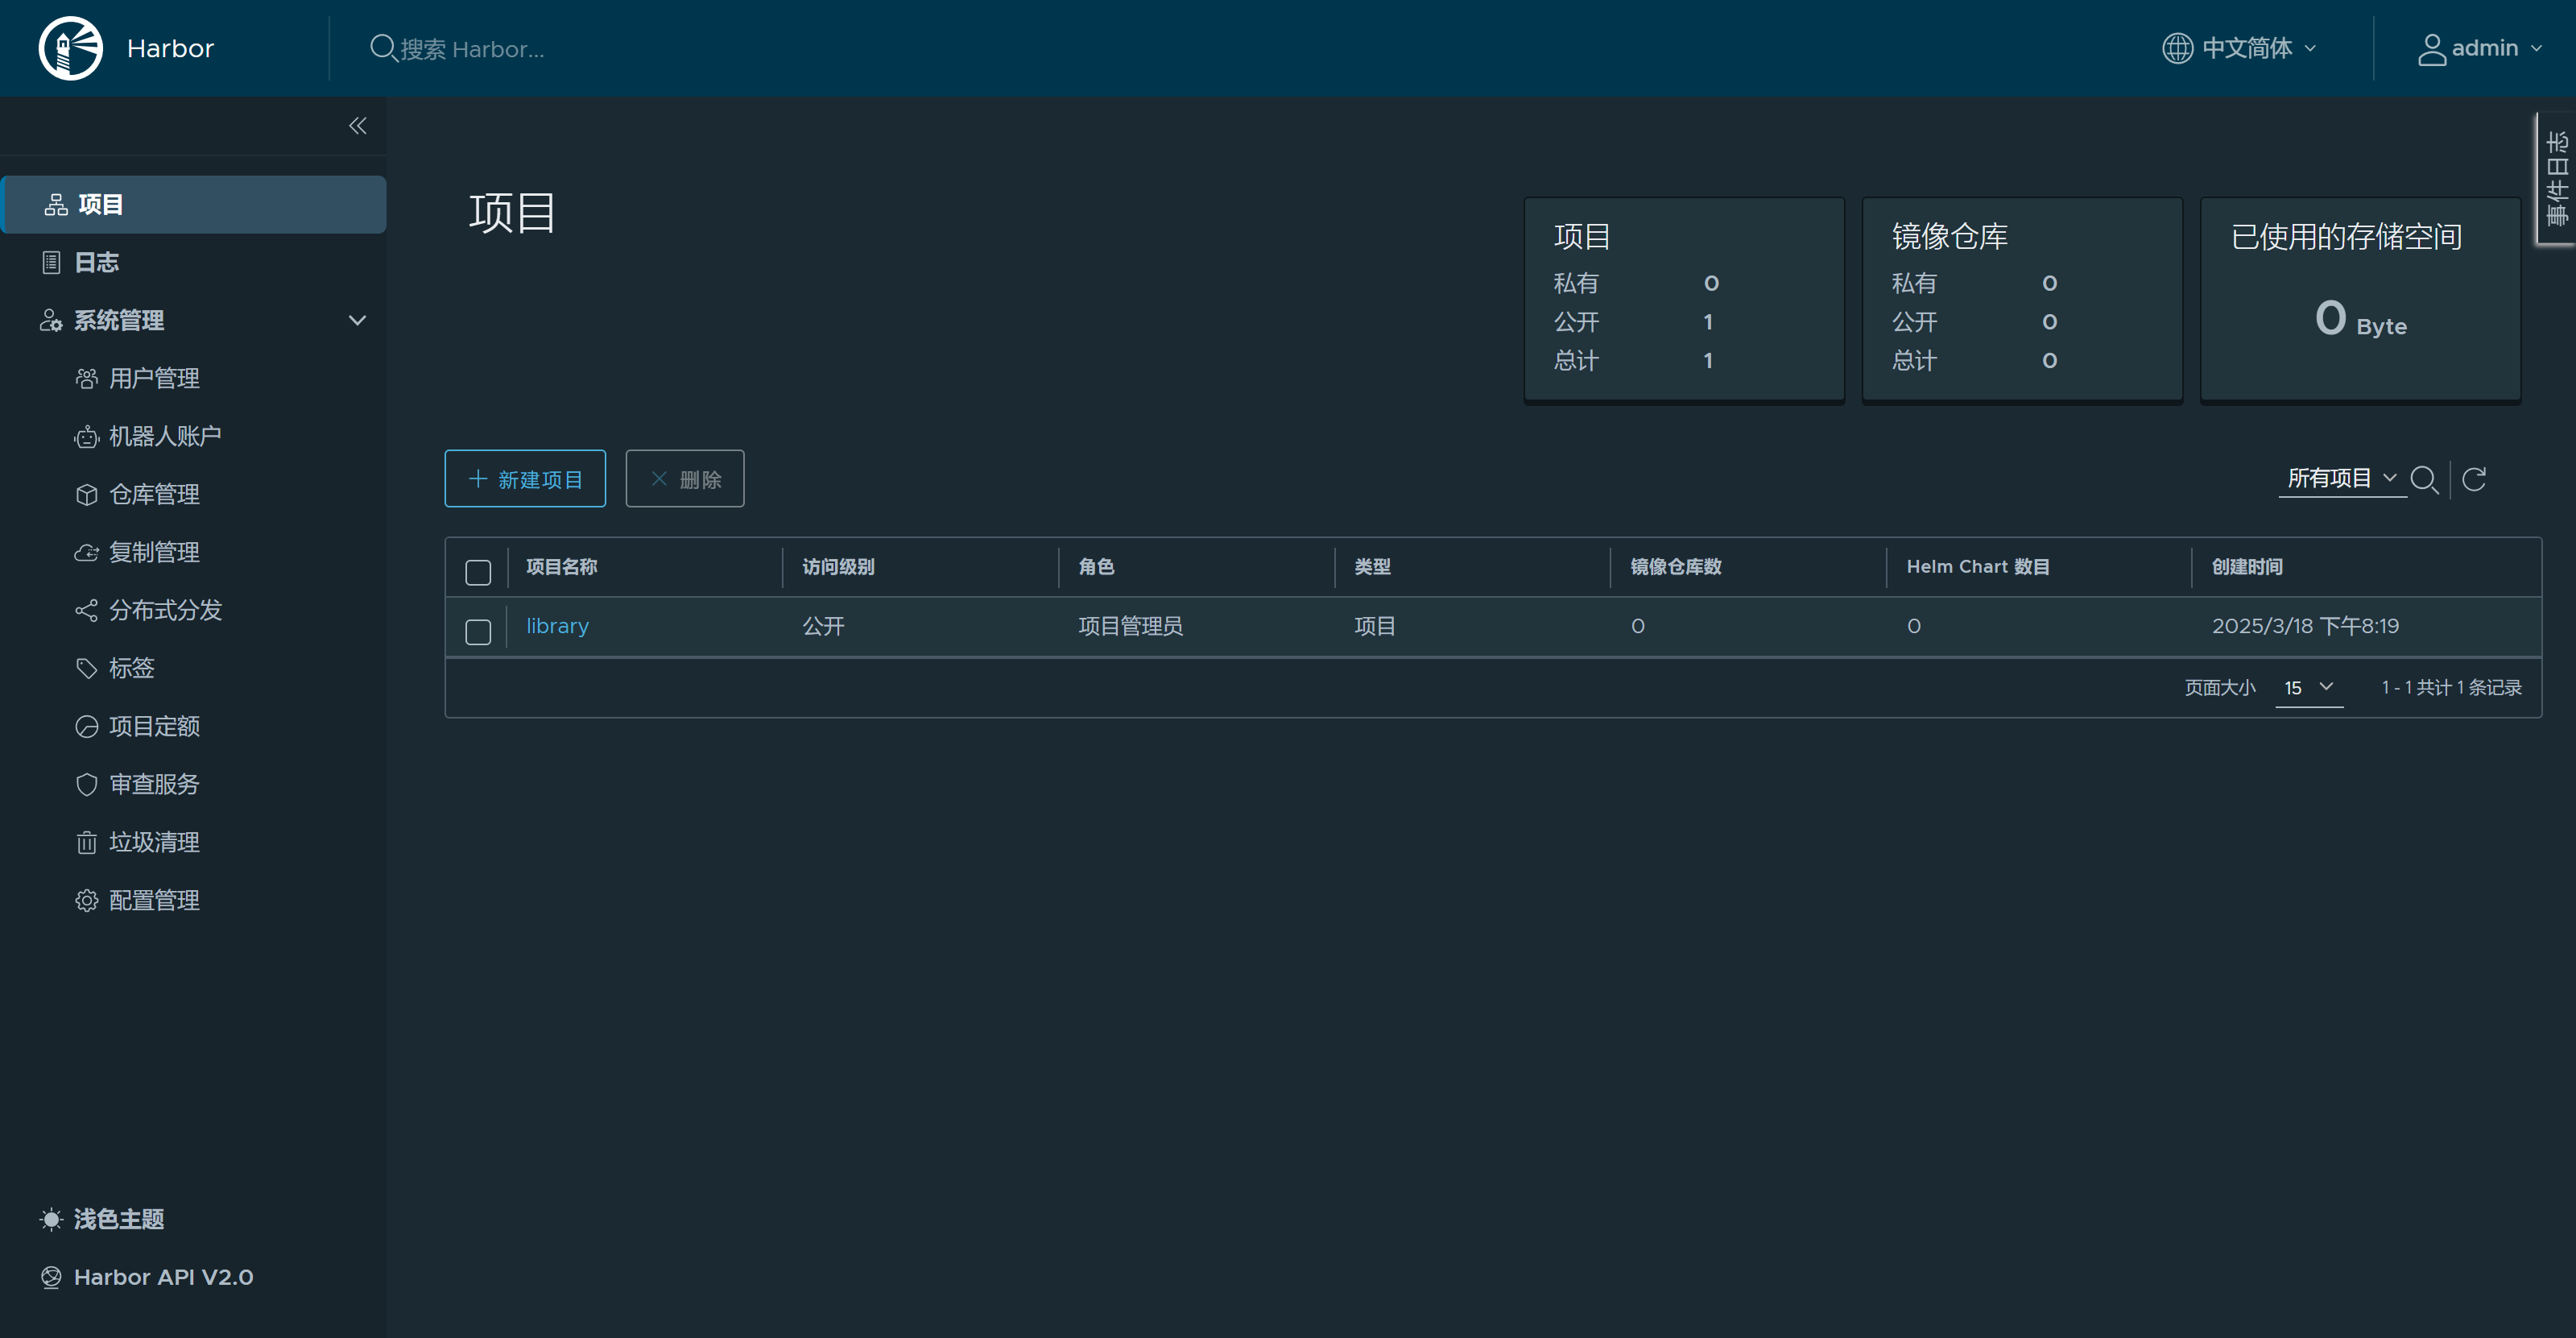 Harbor
搜索 Harbor...
中文简体
admin
事件日志
项目
日志
系统管理
用户管理
机器人账户
仓库管理
复制管理
分布式分发
标签
项目定额
审查服务
垃圾清理
配置管理
浅色主题
Harbor API V2.0
项目
项目
私有 0
公开 1
总计 1
镜像仓库
私有 0
公开 0
总计 0
已使用的存储空间
0 Byte
新建项目
删除
所有项目
项目名称 访问级别 角色 类型 镜像仓库数 Helm Chart 数目 创建时间
library 公开 项目管理员 项目 0 0 2025/3/18 下午8:19
页面大小 15 1 - 1 共计 1 条记录